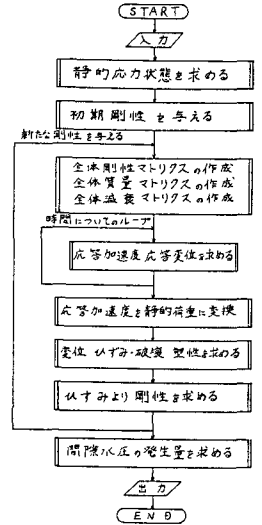 START
入力
静的応力状態を求める
初期剛性を与える
新たな剛性を与える
全体剛性マトリクスの作成
全体質量マトリクスの作成
全体減衰マトリクスの作成
時間についてのループ
応答加速度 応答変位を求める
応答加速度を静的荷重に変換
変位 ひずみ・破壊 塑性を求める
ひずみより剛性を求める
間隙水圧の発生量を求める
出力
END